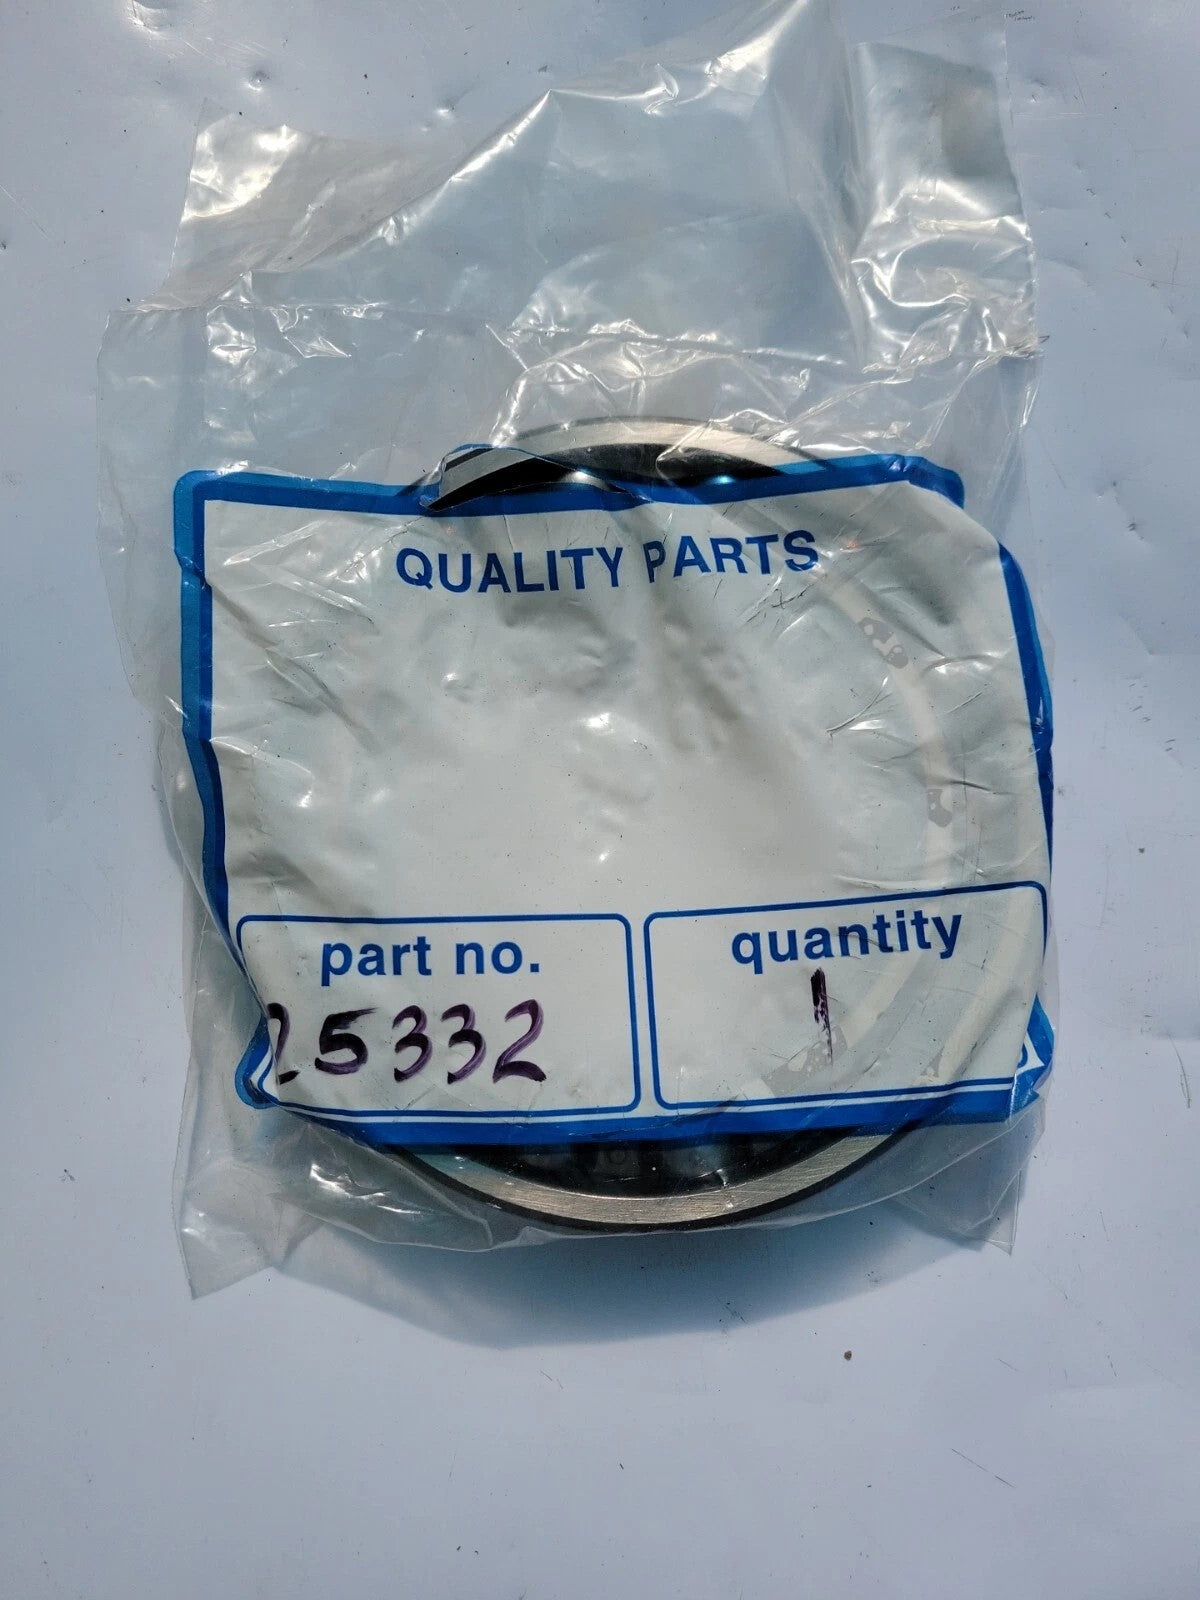 QUALITY PARTS
part no.
25332
quantity
1